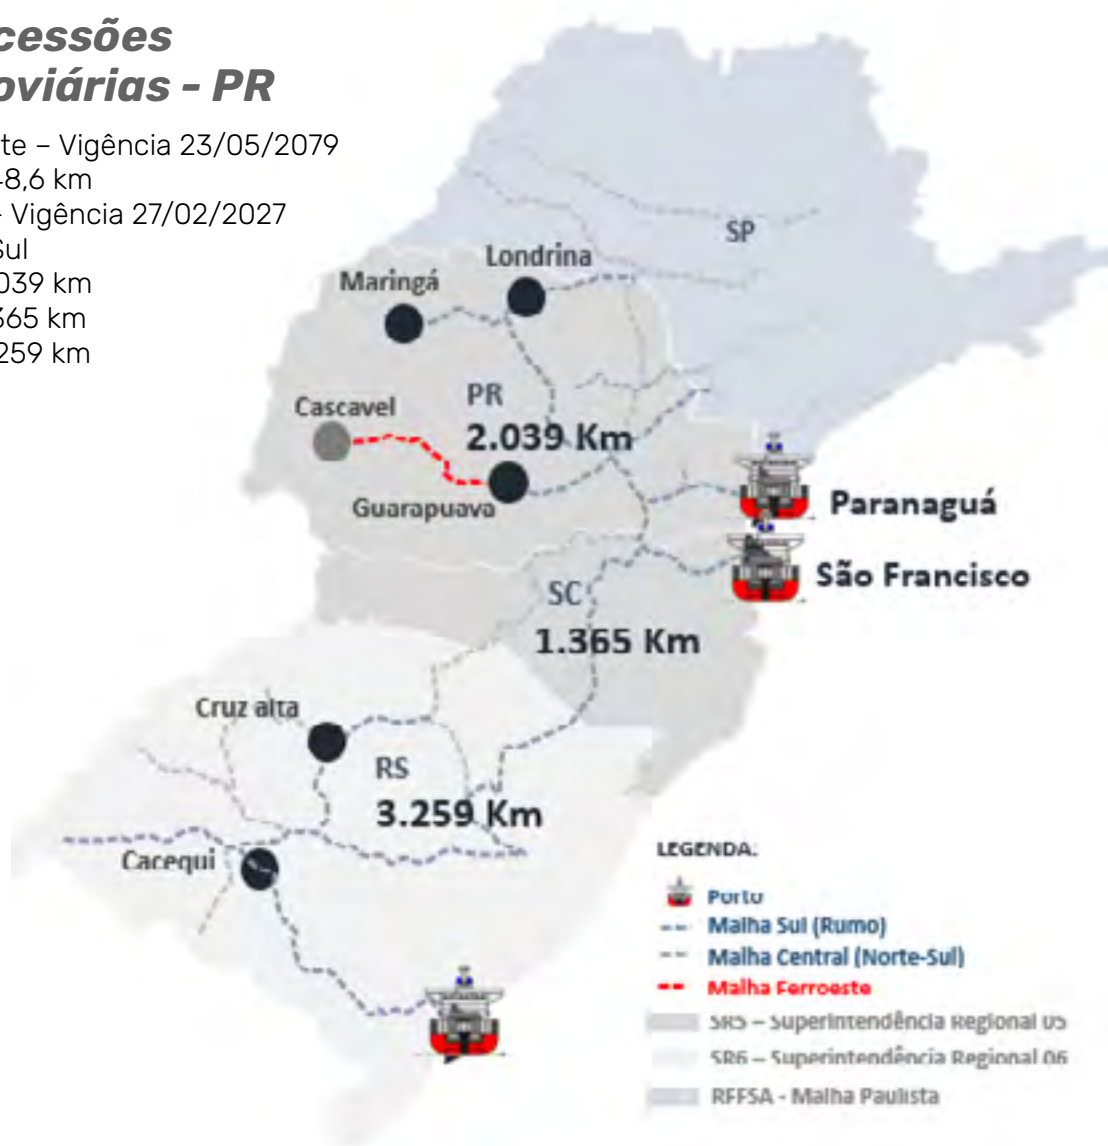 cessões
oviárias - PR
te – Vigência 23/05/2079
48,6 km
- Vigência 27/02/2027
Sul
039 km
365 km
259 km
SP
Londrina
Maringá
PR
Cascavel
2.039 Km
Guarapuava
Paranaguá
São Francisco
SC
1.365 Km
Cruz alta
RS
3.259 Km
Cacequi
LEGENDA:
Porto
Malha Sul (Rumo)
Malha Central (Norte-Sul)
Malha Ferroeste
SR5 – Superintendência Regional 05
SR6 – Superintendência Regional 06
RFFSA - Malha Paulista